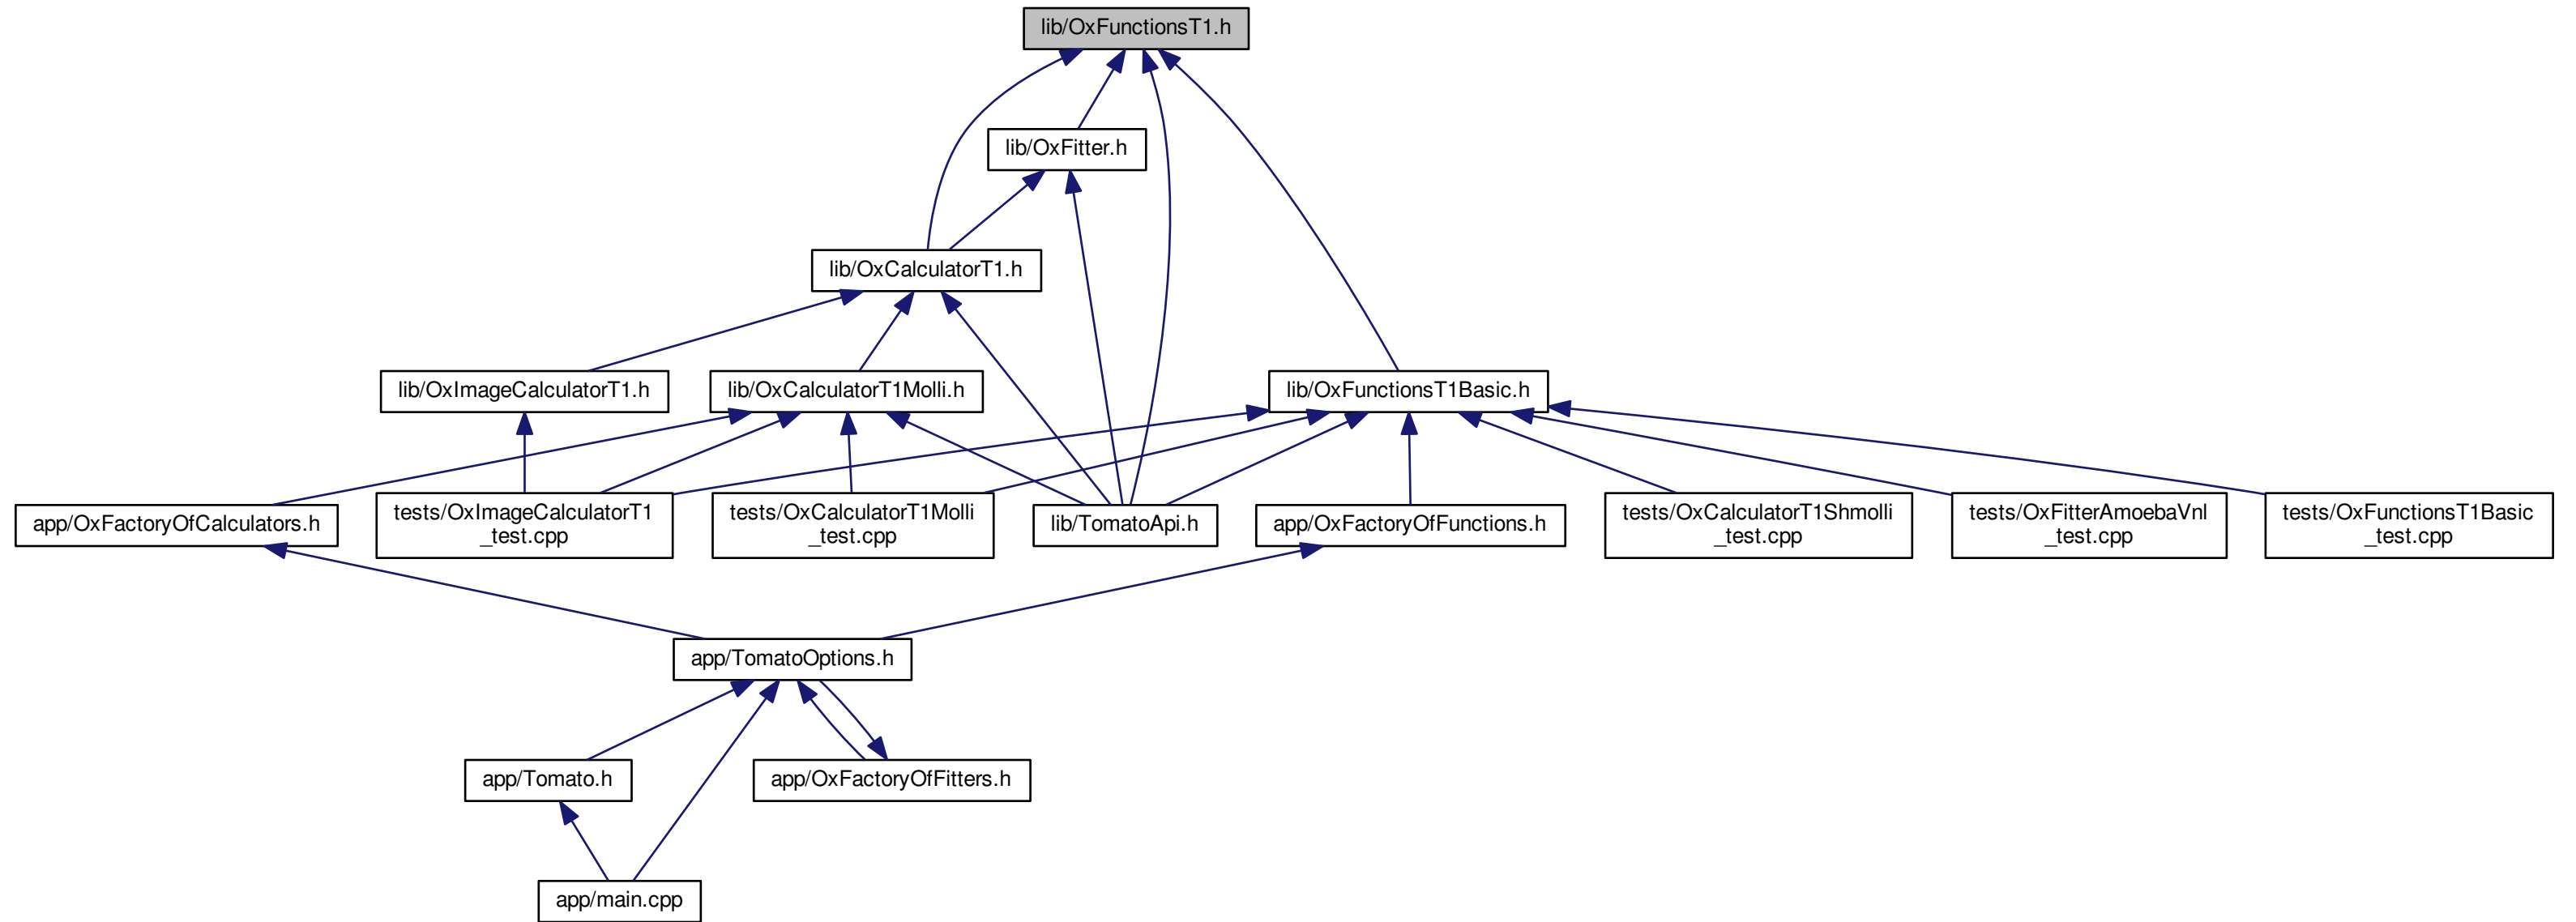 lib/OxFunctionsT1.h
lib/OxFitter.h
lib/OxCalculatorT1.h
lib/OxImageCalculatorT1.h
lib/OxCalculatorT1Molli.h
lib/OxFunctionsT1Basic.h
app/OxFactoryOfCalculators.h
tests/OxImageCalculatorT1
_test.cpp
tests/OxCalculatorT1Molli
_test.cpp
lib/TomatoApi.h
app/OxFactoryOfFunctions.h
tests/OxCalculatorT1Shmolli
_test.cpp
tests/OxFitterAmoebaVnl
_test.cpp
tests/OxFunctionsT1Basic
_test.cpp
app/TomatoOptions.h
app/Tomato.h
app/OxFactoryOfFitters.h
app/main.cpp